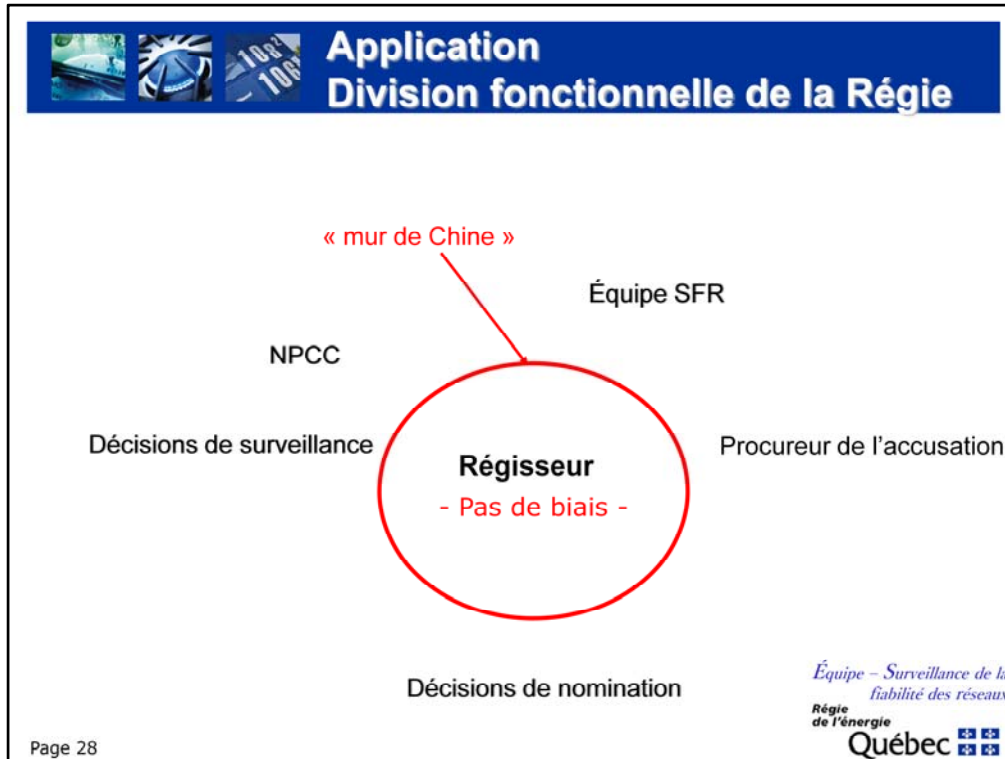 Application
Division fonctionnelle de la Régie
« mur de Chine »
Équipe SFR
NPCC
Décisions de surveillance
Procureur de l’accusation
Régisseur
- Pas de biais -
Décisions de nomination
Équipe – Surveillance de la
fiabilité des réseaux
Régie
de l’énergie
Québec
Page 28